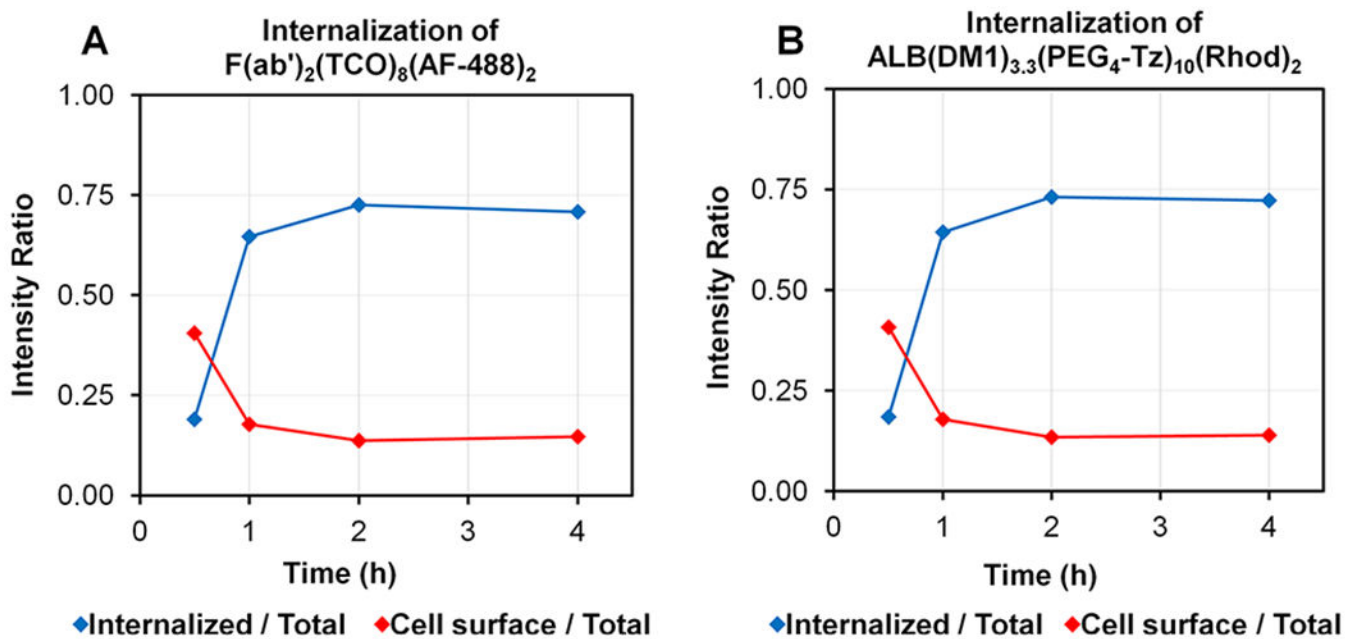 A
Internalization of
F(ab')₂(TCO)₈(AF-488)₂
1.00
0.75
0.50
0.25
0.00
Intensity Ratio
0 1 2 3 4
Time (h)
Internalized / Total Cell surface / Total
B
Internalization of
ALB(DM1)₃.₃(PEG₄-Tz)₁₀(Rhod)₂
1.00
0.75
0.50
0.25
0.00
Intensity Ratio
0 1 2 3 4
Time (h)
Internalized / Total Cell surface / Total